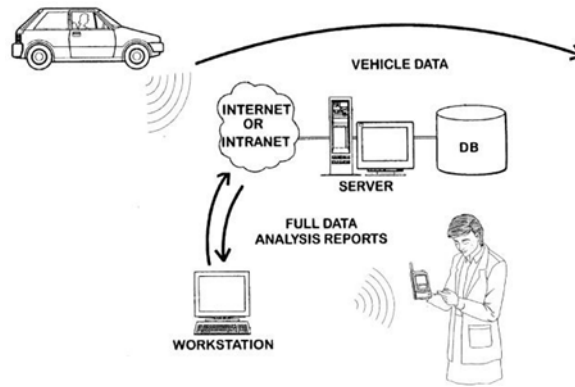 VEHICLE DATA
INTERNET
OR
INTRANET
DB
SERVER
FULL DATA
ANALYSIS REPORTS
WORKSTATION